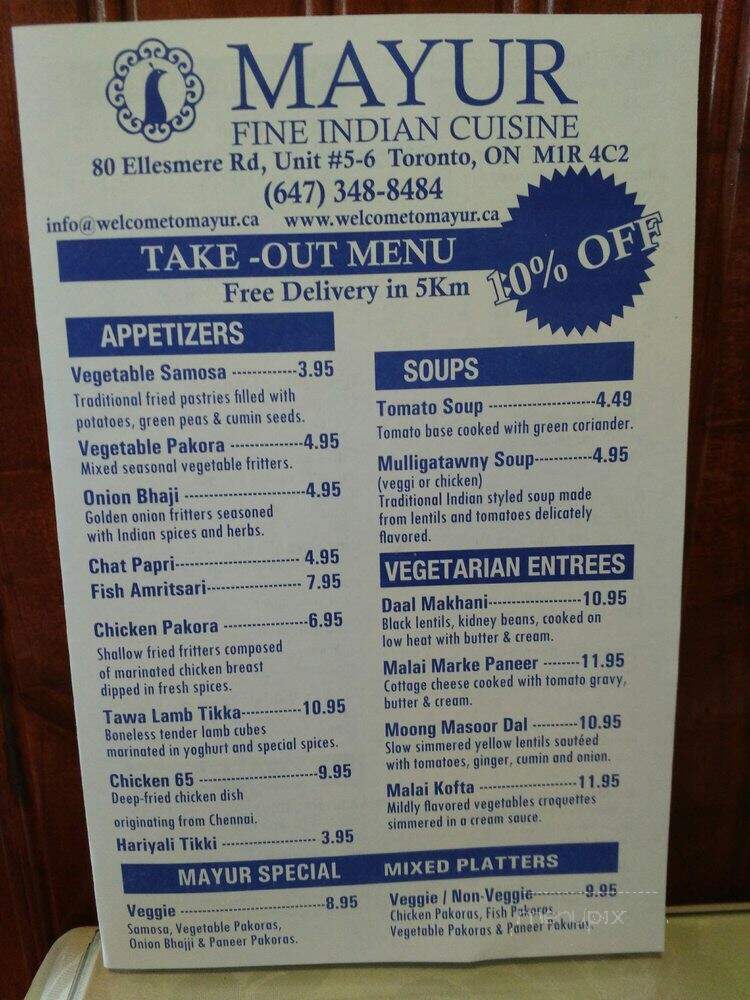 MAYUR
FINE INDIAN CUISINE
80 Ellesmere Rd, Unit #5-6 Toronto, ON M1R 4C2
(647) 348-8484
info@welcometomayur.ca www.welcometomayur.ca
TAKE -OUT MENU
10% OFF
Free Delivery in 5Km
APPETIZERS
Vegetable Samosa ------------3.95
Traditional fried pastries filled with
potatoes, green peas & cumin seeds.
Vegetable Pakora --------------4.95
Mixed seasonal vegetable fritters.
Onion Bhaji -----------------------4.95
Golden onion fritters seasoned
with Indian spices and herbs.
Chat Papri----------------------- 4.95
Fish Amritsari------------------ 7.95
Chicken Pakora ----------------6.95
Shallow fried fritters composed
of marinated chicken breast
dipped in fresh spices.
Tawa Lamb Tikka-----------10.95
Boneless tender lamb cubes
marinated in yoghurt and special spices.
Chicken 65 ----------------------9.95
Deep-fried chicken dish
originating from Chennai.
Hariyali Tikki ------------------ 3.95
SOUPS
Tomato Soup --------------------4.49
Tomato base cooked with green coriander.
Mulligatawny Soup-----------4.95
(veggi or chicken)
Traditional Indian styled soup made
from lentils and tomatoes delicately
flavored.
VEGETARIAN ENTREES
Daal Makhani-----------------10.95
Black lentils, kidney beans, cooked on
low heat with butter & cream.
Malai Marke Paneer -------11.95
Cottage cheese cooked with tomato gravy,
butter & cream.
Moong Masoor Dal ---------10.95
Slow simmered yellow lentils sautéed
with tomatoes, ginger, cumin and onion.
Malai Kofta ------------------11.95
Mildly flavored vegetables croquettes
simmered in a cream sauce.
MAYUR SPECIAL MIXED PLATTERS
Veggie ---------------------------8.95
Samosa, Vegetable Pakoras,
Onion Bhajji & Paneer Pakoras.
Veggie / Non-Veggie----------9.95
Chicken Pakoras, Fish Pakoras,
Vegetable Pakoras & Paneer Pakoras.
menupix